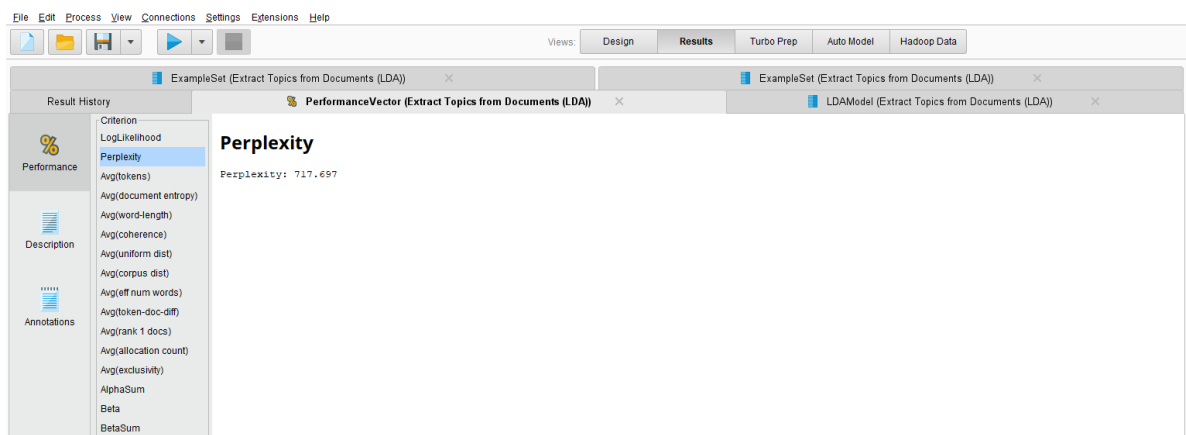 File Edit Process View Connections Settings Extensions Help
Views: Design Results Turbo Prep Auto Model Hadoop Data
ExampleSet (Extract Topics from Documents (LDA)) ExampleSet (Extract Topics from Documents (LDA))
Result History PerformanceVector (Extract Topics from Documents (LDA)) LDAModel (Extract Topics from Documents (LDA))
%
Performance
Description
Annotations
Criterion
LogLikelihood
Perplexity
Avg(tokens)
Avg(document entropy)
Avg(word-length)
Avg(coherence)
Avg(uniform dist)
Avg(corpus dist)
Avg(eff num words)
Avg(token-doc-diff)
Avg(rank 1 docs)
Avg(allocation count)
Avg(exclusivity)
AlphaSum
Beta
BetaSum
Perplexity
Perplexity: 717.697